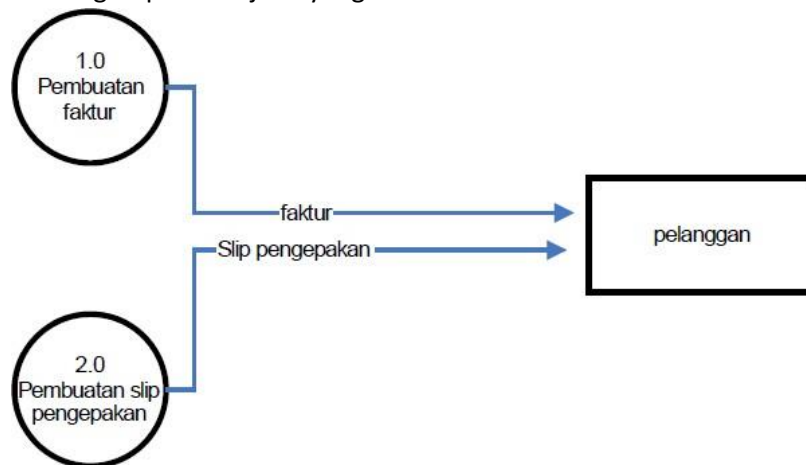 1.0
Pembuatan
faktur
faktur
Slip pengepakan
pelanggan
2.0
Pembuatan slip
pengepakan